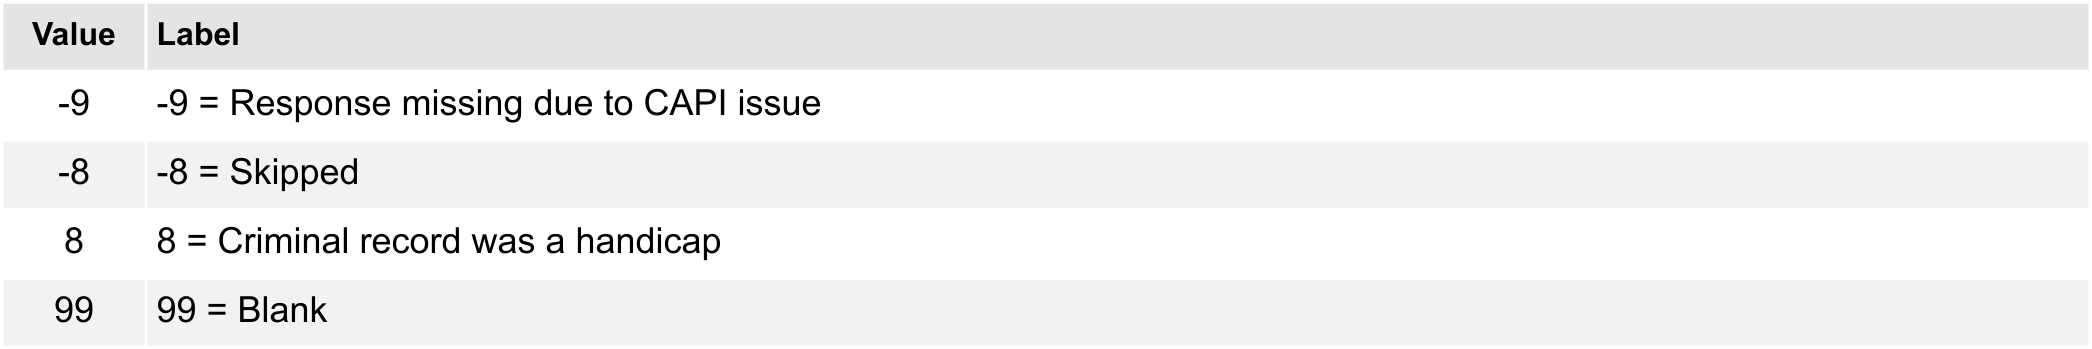 Value Label
-9 -9 = Response missing due to CAPI issue
-8 -8 = Skipped
8 8 = Criminal record was a handicap
99 99 = Blank